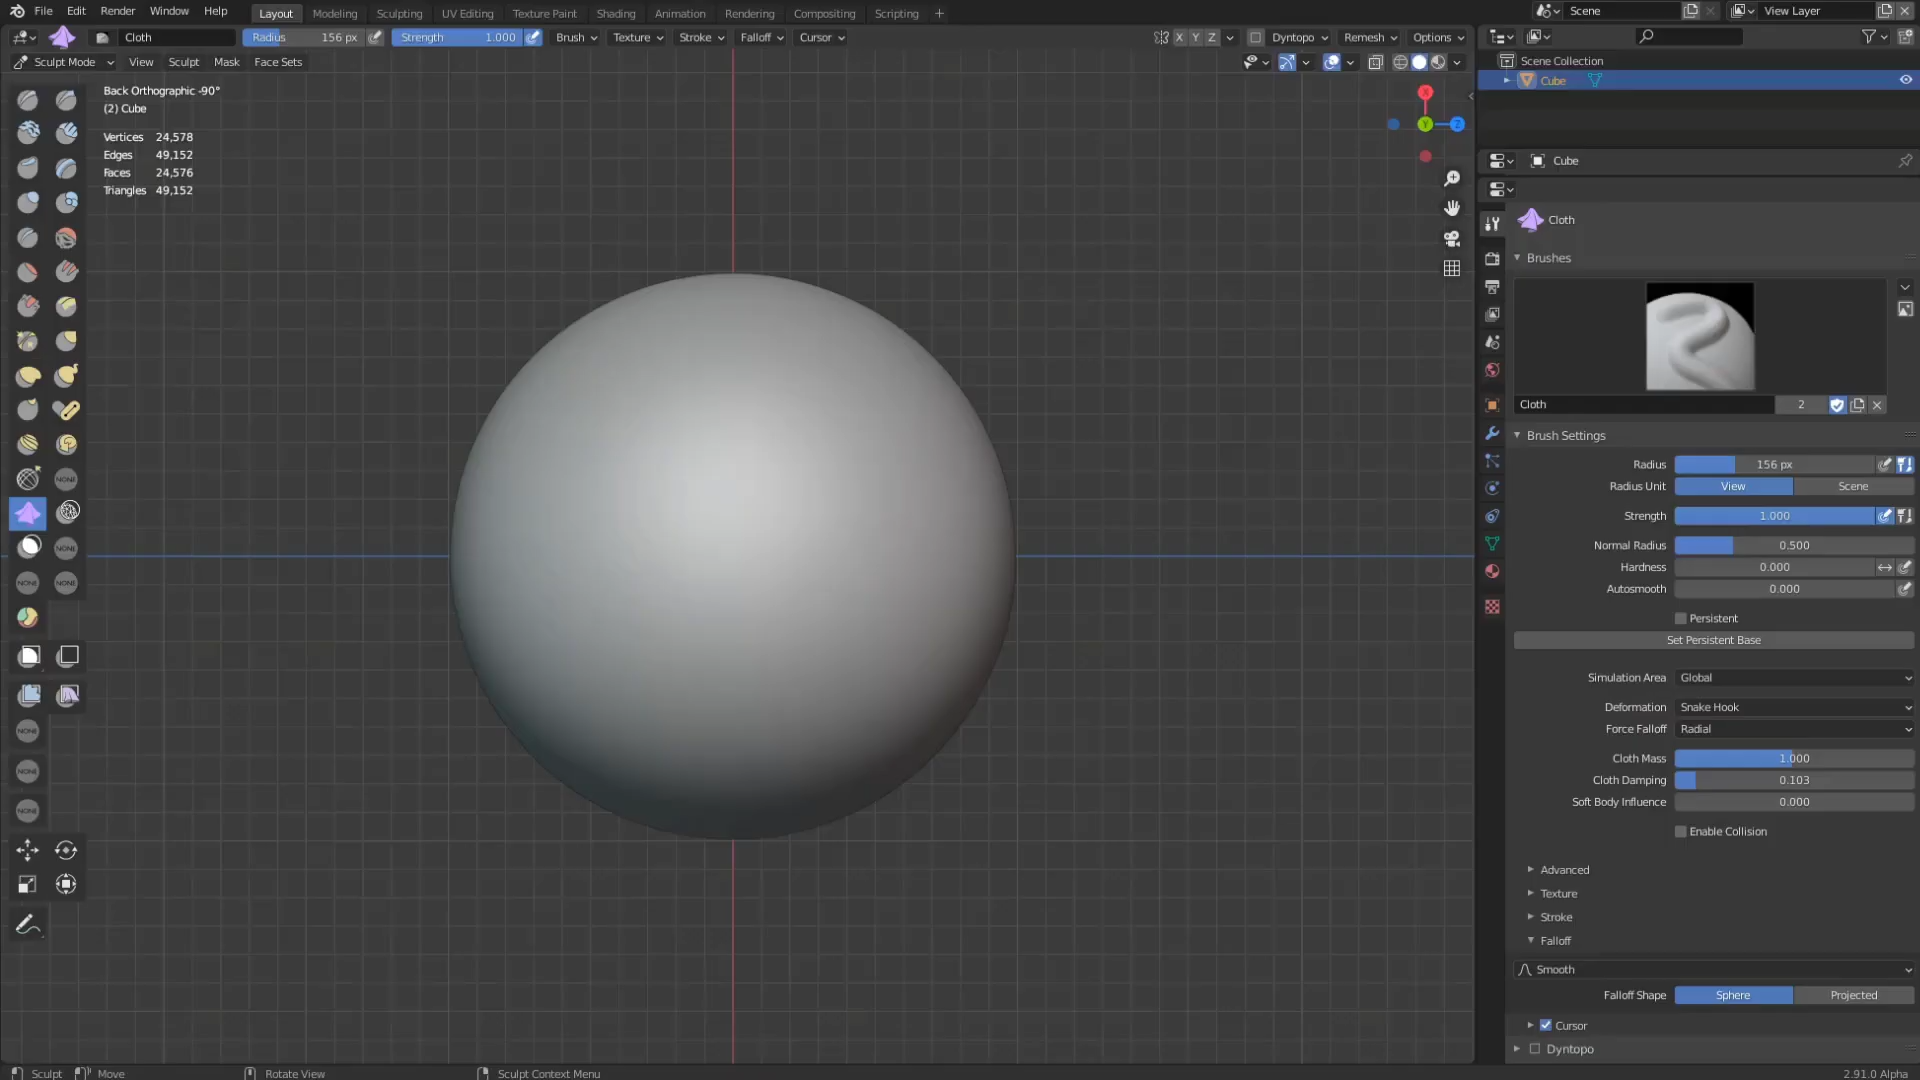 File Edit Render Window Help Layout Modeling Sculpting UV Editing Texture Paint Shading Animation Rendering Compositing Scripting + Scene View Layer
Cloth Radius 156 px Strength 1.000 Brush Texture Stroke Falloff Cursor X Y Z Dyntopo Remesh Options
Sculpt Mode View Sculpt Mask Face Sets
Scene Collection
Cube
Back Orthographic -90°
(2) Cube
Vertices 24,578
Edges 49,152
Faces 24,576
Triangles 49,152
X
Y
Z
NONE
NONE
NONE
NONE
NONE
NONE
NONE
Cube
Cloth
Brushes
Cloth 2
Brush Settings
Radius 156 px
Radius Unit View Scene
Strength 1.000
Normal Radius 0.500
Hardness 0.000
Autosmooth 0.000
Persistent
Set Persistent Base
Simulation Area Global
Deformation Snake Hook
Force Falloff Radial
Cloth Mass 1.000
Cloth Damping 0.103
Soft Body Influence 0.000
Enable Collision
Advanced
Texture
Stroke
Falloff
Smooth
Falloff Shape Sphere Projected
Cursor
Dyntopo
Sculpt Move Rotate View Sculpt Context Menu 2.91.0 Alpha